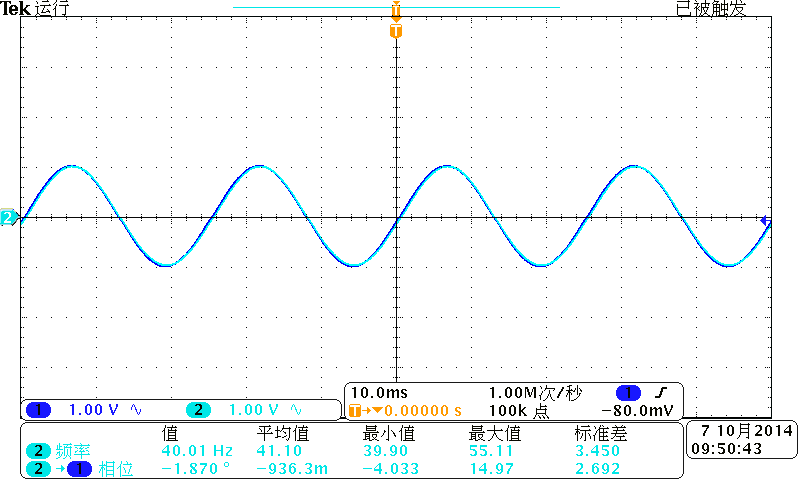 Tek 运行 已被触发
T
T
2
1 1.00 V 2 1.00 V
10.0ms 1.00M次/秒 1
T→▼0.00000 s 100k 点 −80.0mV
值 平均值 最小值 最大值 标准差
2 频率 40.01 Hz 41.10 39.90 55.11 3.450
2 →1 相位 −1.870 ° −936.3m −4.033 14.97 2.692
7 10月2014
09:50:43